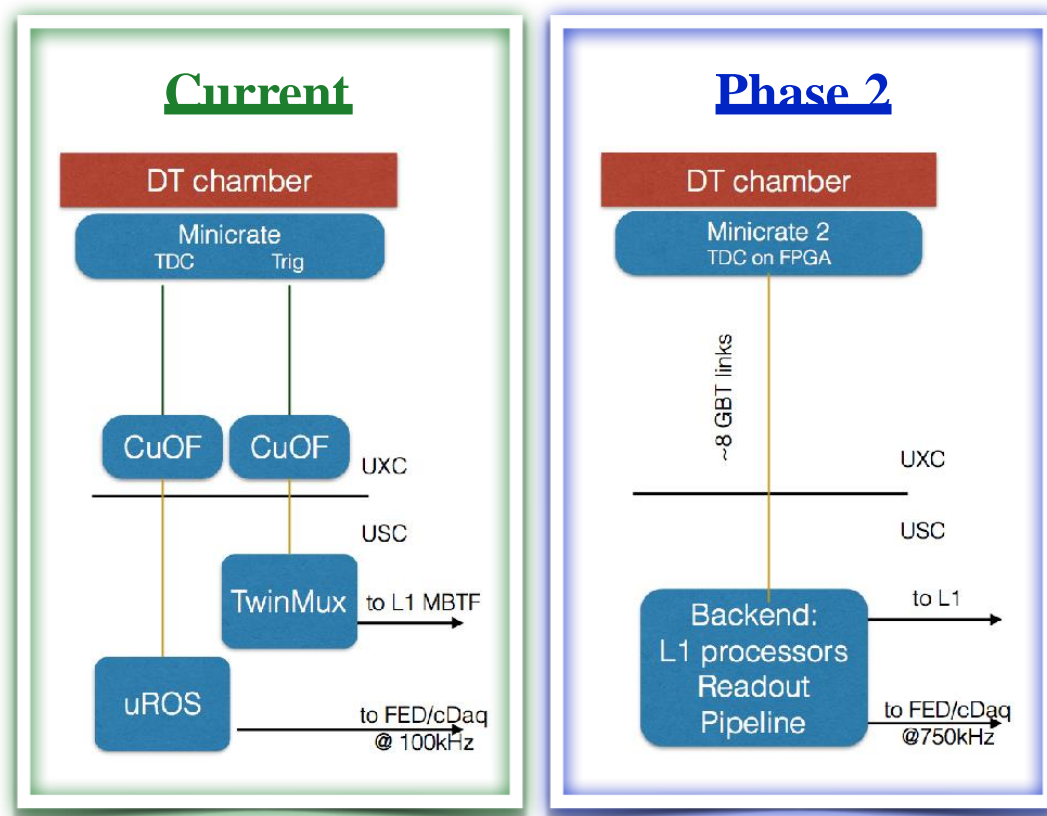 Current
DT chamber
Minicrate
TDC Trig
CuOF CuOF
UXC
USC
TwinMux
to L1 MBTF
uROS
to FED/cDaq
@ 100kHz
Phase 2
DT chamber
Minicrate 2
TDC on FPGA
~8 GBT links
UXC
USC
Backend:
L1 processors
Readout
Pipeline
to L1
to FED/cDaq
@750kHz